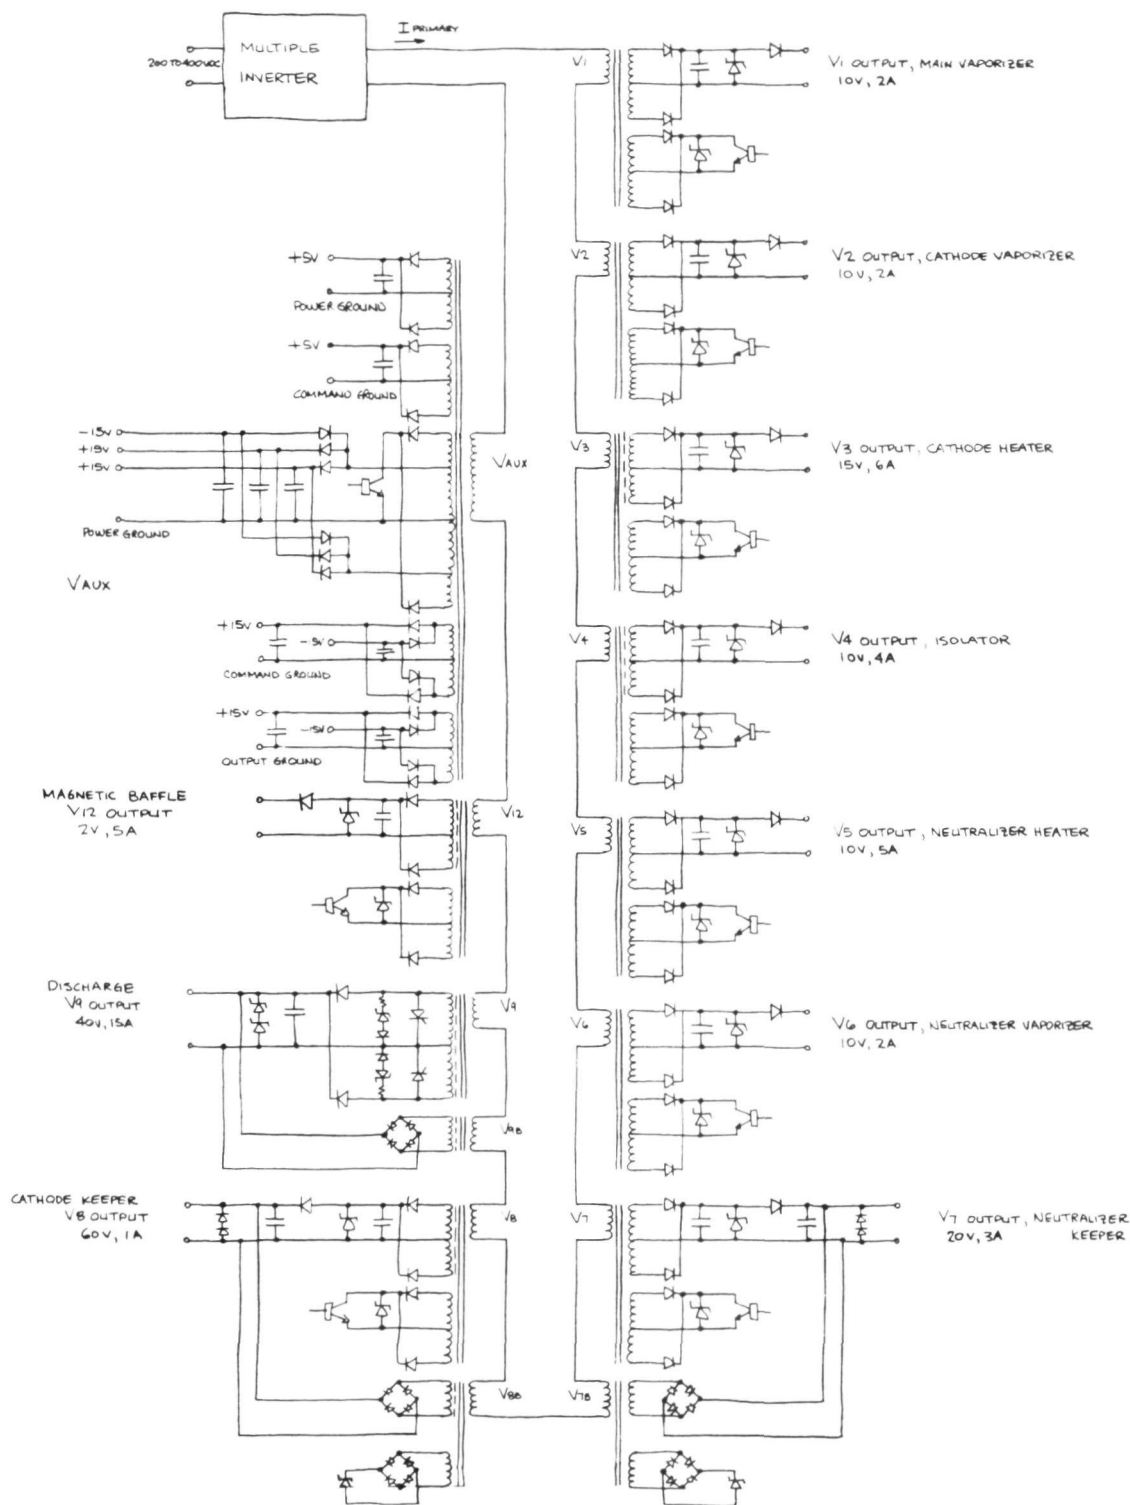 I PRIMARY
MULTIPLE
INVERTER
200 TO 400 VDC
V1
V1 OUTPUT, MAIN VAPORIZER
10V, 2A
V2
V2 OUTPUT, CATHODE VAPORIZER
10V, 2A
+5V
POWER GROUND
+5V
COMMAND GROUND
-15V
+15V
POWER GROUND
VAUX
VAUX
V3
V3 OUTPUT, CATHODE HEATER
15V, 6A
+15V
COMMAND GROUND
V4
V4 OUTPUT, ISOLATOR
10V, 4A
+15V
-15V
OUTPUT GROUND
MAGNETIC BAFFLE
V12 OUTPUT
2V, 5A
V12
V5
V5 OUTPUT, NEUTRALIZER HEATER
10V, 5A
DISCHARGE
V9 OUTPUT
40V, 15A
V9
V9B
V6
V6 OUTPUT, NEUTRALIZER VAPORIZER
10V, 2A
CATHODE KEEPER
V8 OUTPUT
60V, 1A
V8
V7
V7 OUTPUT, NEUTRALIZER
KEEPER
20V, 3A
V8B
V7B